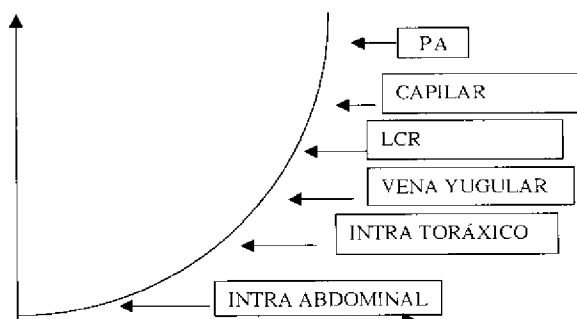 PA
CAPILAR
LCR
VENA YUGULAR
INTRA TORÁXICO
INTRA ABDOMINAL